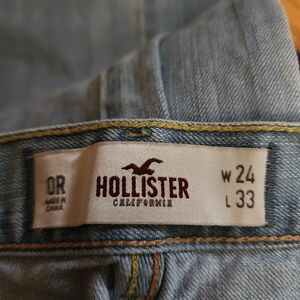 0R
MADE IN
CHINA
HOLLISTER
CALIFORNIA
W 24
L 33